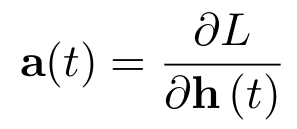 𝐚(t) = ∂L / ∂𝐡 (t)